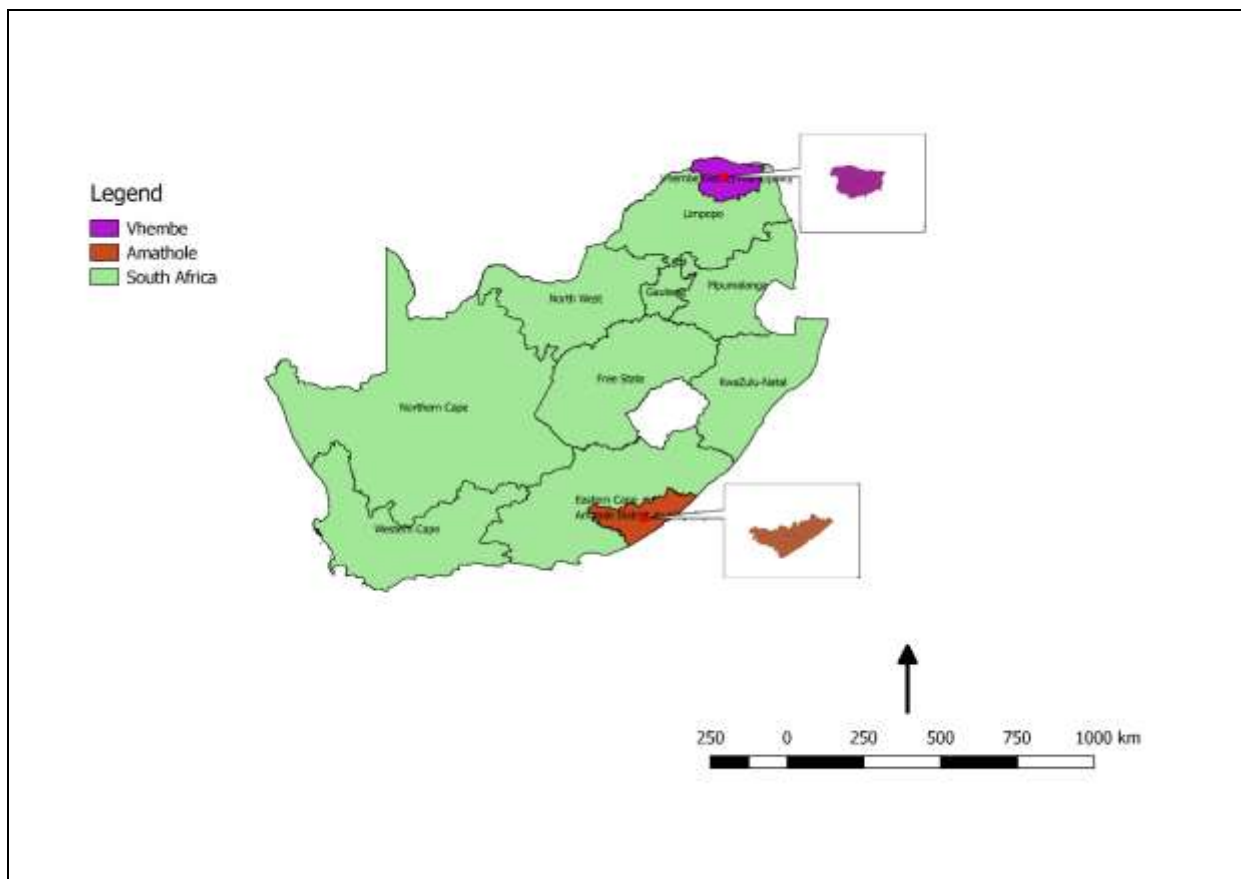 Legend
Vhembe
Amathole
South Africa
Limpopo
North West
Mpumalanga
Free State
KwaZulu-Natal
Northern Cape
Eastern Cape
Western Cape
250 0 250 500 750 1000 km